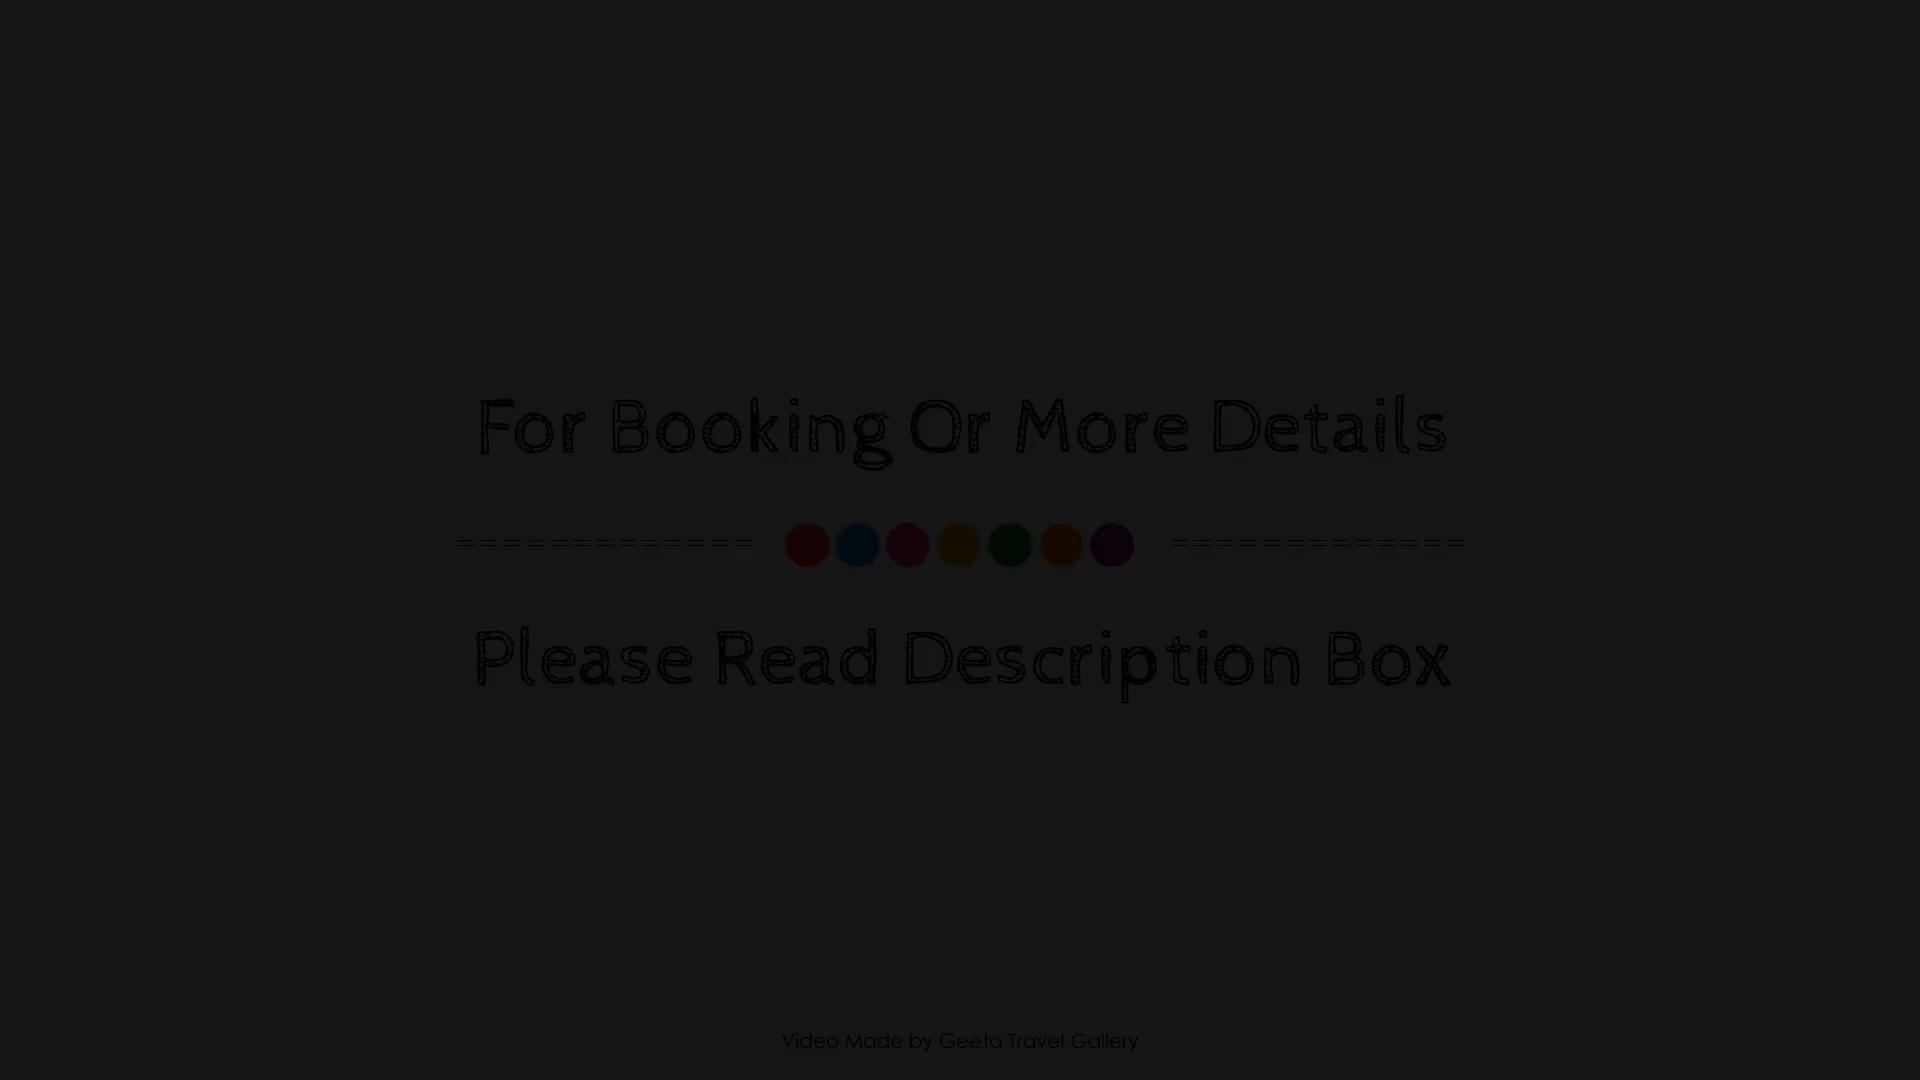 For Booking Or More Details
============= =============
Please Read Description Box
Video Made by Geeta Travel Gallery